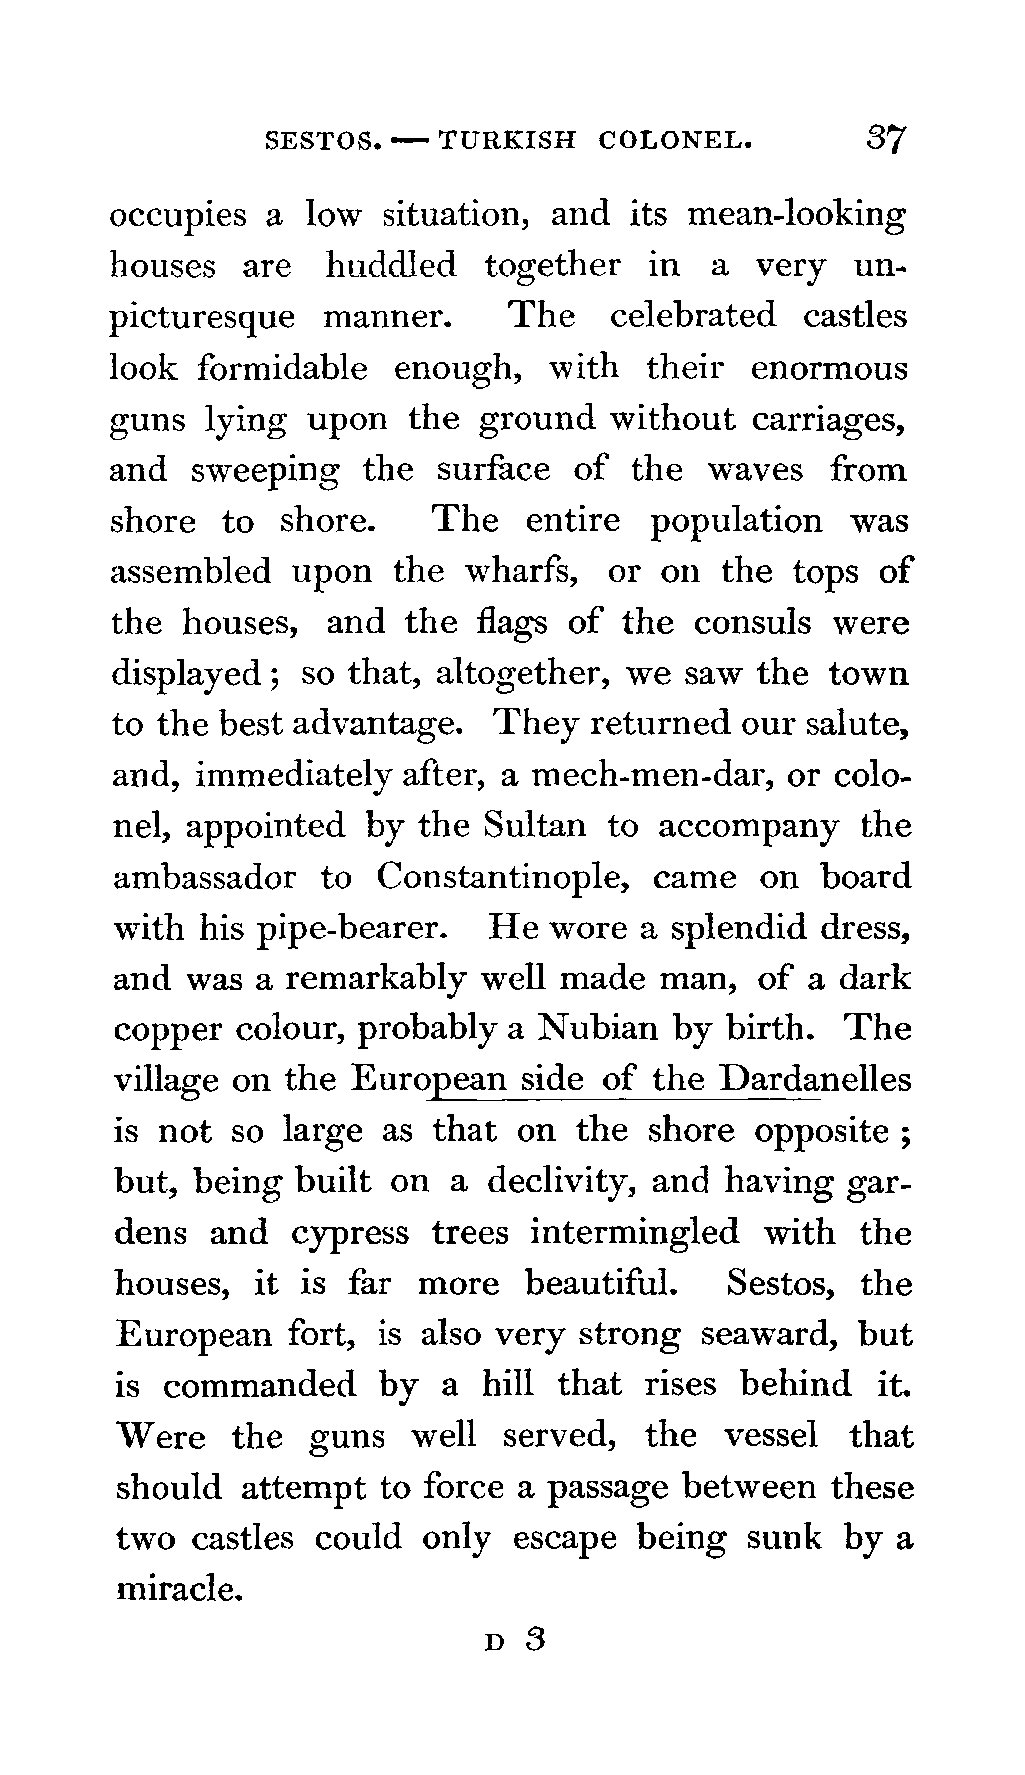 SESTOS. — TURKISH COLONEL. 37
occupies a low situation, and its mean-looking
houses are huddled together in a very un-
picturesque manner. The celebrated castles
look formidable enough, with their enormous
guns lying upon the ground without carriages,
and sweeping the surface of the waves from
shore to shore. The entire population was
assembled upon the wharfs, or on the tops of
the houses, and the flags of the consuls were
displayed ; so that, altogether, we saw the town
to the best advantage. They returned our salute,
and, immediately after, a mech-men-dar, or colo-
nel, appointed by the Sultan to accompany the
ambassador to Constantinople, came on board
with his pipe-bearer. He wore a splendid dress,
and was a remarkably well made man, of a dark
copper colour, probably a Nubian by birth. The
village on the European side of the Dardanelles
is not so large as that on the shore opposite ;
but, being built on a declivity, and having gar-
dens and cypress trees intermingled with the
houses, it is far more beautiful. Sestos, the
European fort, is also very strong seaward, but
is commanded by a hill that rises behind it.
Were the guns well served, the vessel that
should attempt to force a passage between these
two castles could only escape being sunk by a
miracle.
D 3